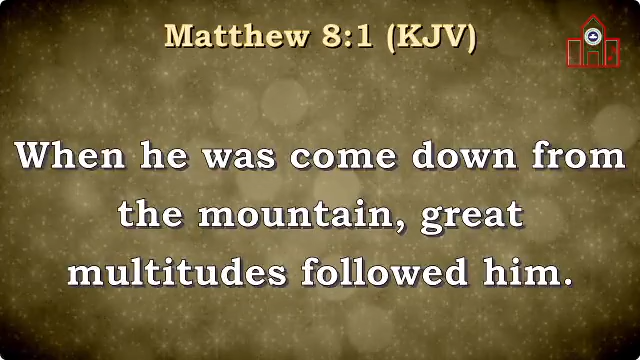 Matthew 8:1 (KJV)
When he was come down from
the mountain, great
multitudes followed him.